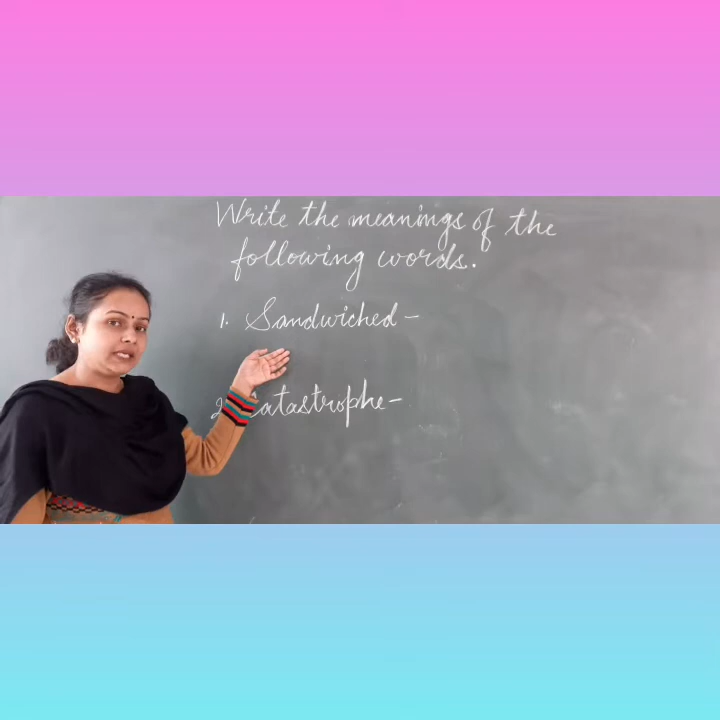 Write the meanings of the
following words.
1. Sandwiched -
2. Catastrophe -